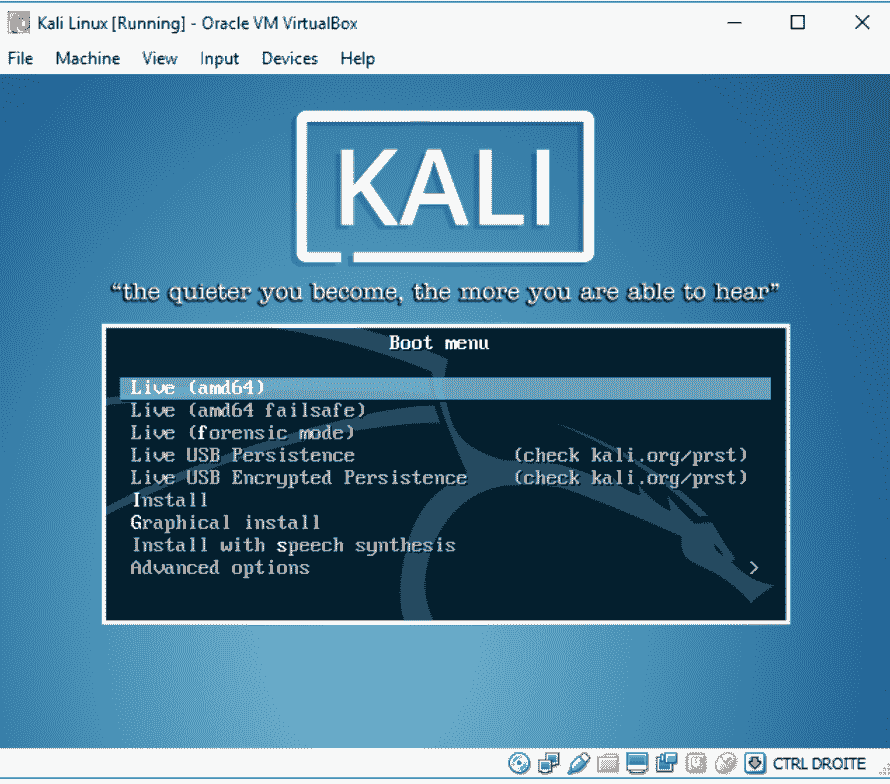 Kali Linux [Running] - Oracle VM VirtualBox
File Machine View Input Devices Help
KALI
“the quieter you become, the more you are able to hear”
Boot menu
Live (amd64)
Live (amd64 failsafe)
Live (forensic mode)
Live USB Persistence (check kali.org/prst)
Live USB Encrypted Persistence (check kali.org/prst)
Install
Graphical install
Install with speech synthesis
Advanced options >
CTRL DROITE